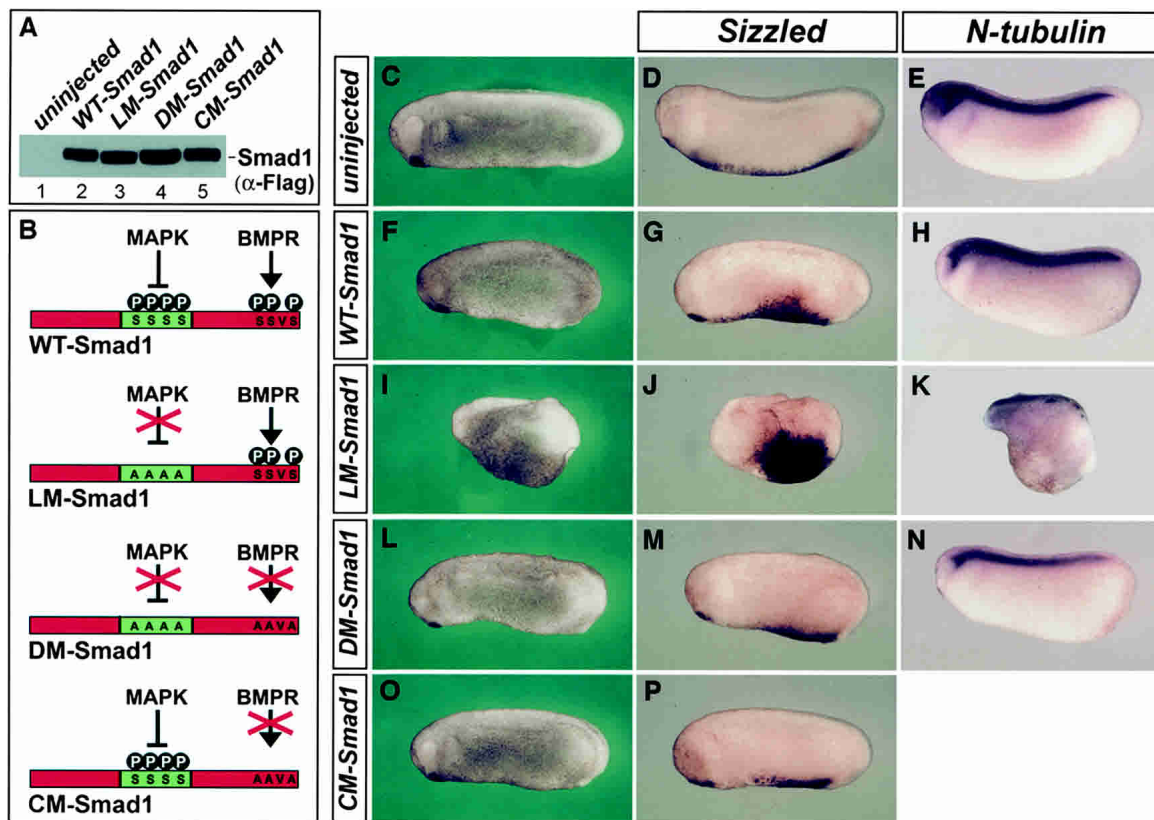 A
uninjected
WT-Smad1
LM-Smad1
DM-Smad1
CM-Smad1
-Smad1
(α-Flag)
1 2 3 4 5
B
MAPK BMPR
P P P P P P P
S S S S S S V S
WT-Smad1
MAPK BMPR
P P P
A A A A S S V S
LM-Smad1
MAPK BMPR
A A A A A A V A
DM-Smad1
MAPK BMPR
P P P P
S S S S A A V A
CM-Smad1
Sizzled N-tubulin
uninjected
C D E
WT-Smad1
F G H
LM-Smad1
I J K
DM-Smad1
L M N
CM-Smad1
O P